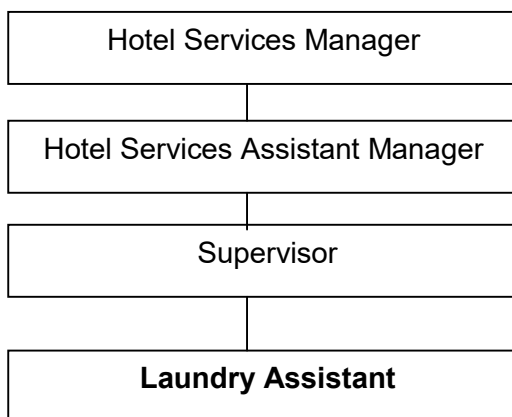 Hotel Services Manager
Hotel Services Assistant Manager
Supervisor
Laundry Assistant